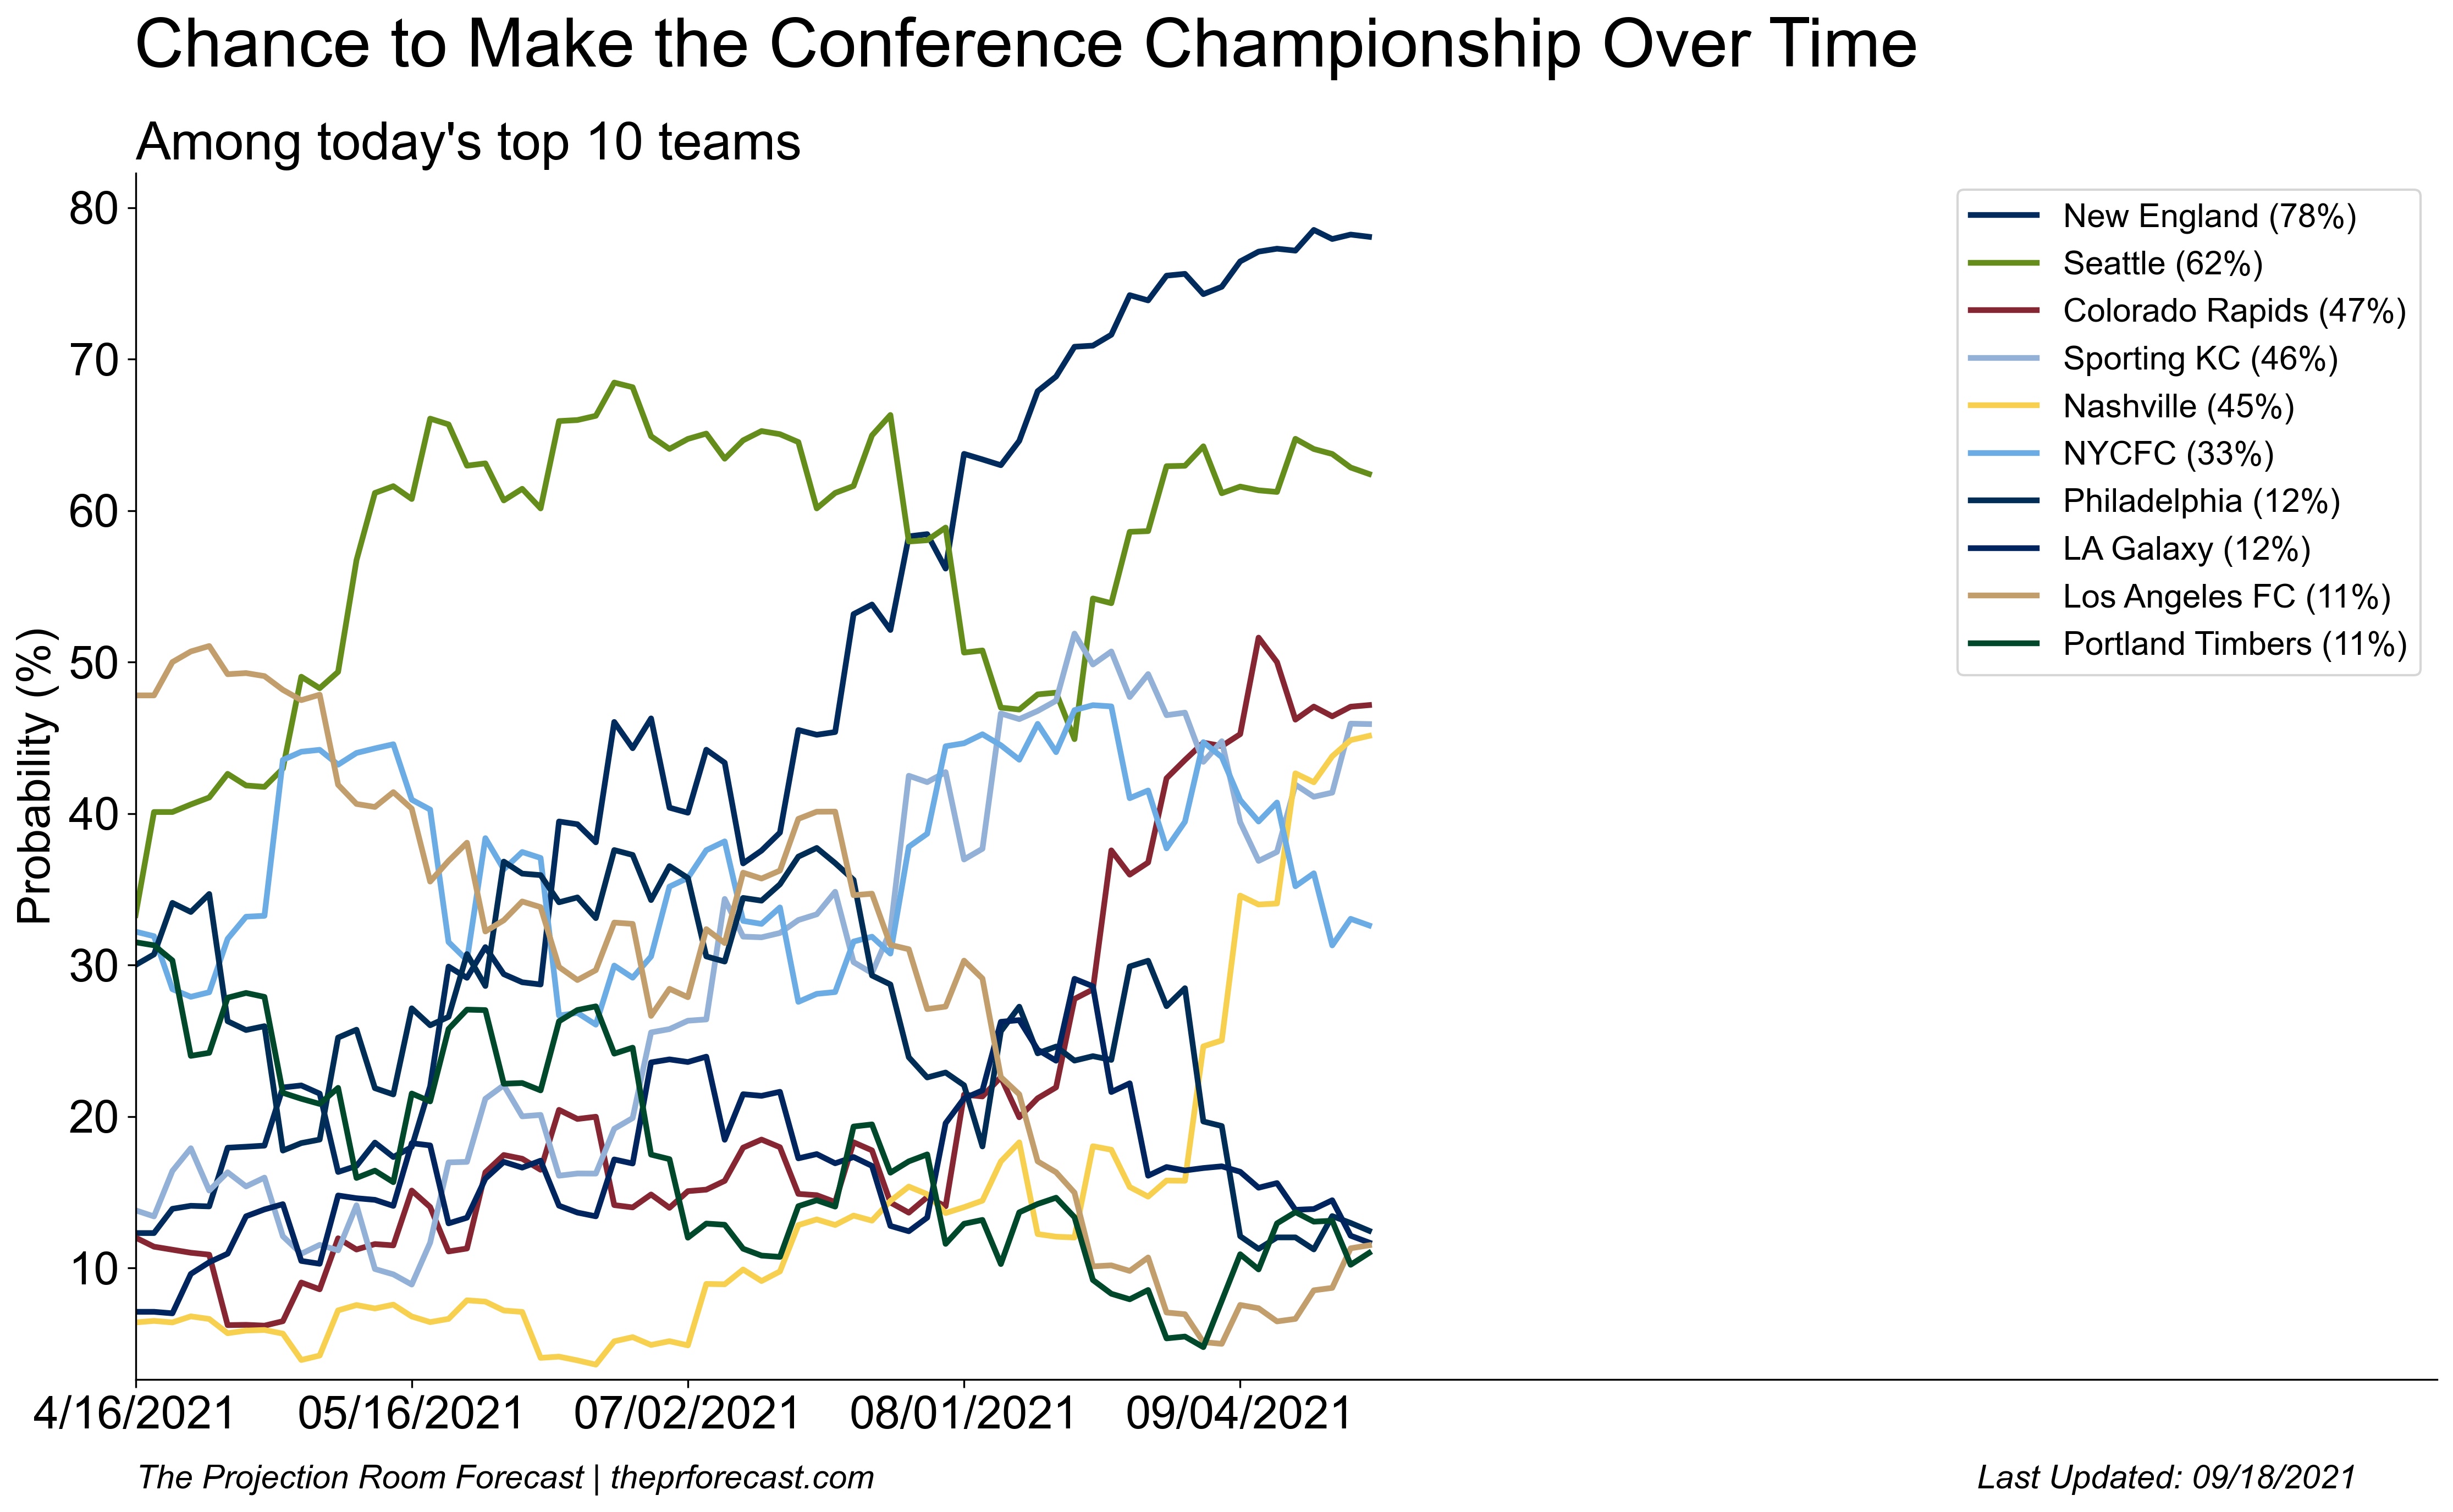 Chance to Make the Conference Championship Over Time
Among today's top 10 teams
80
70
60
50
40
30
20
10
Probability (%)
New England (78%)
Seattle (62%)
Colorado Rapids (47%)
Sporting KC (46%)
Nashville (45%)
NYCFC (33%)
Philadelphia (12%)
LA Galaxy (12%)
Los Angeles FC (11%)
Portland Timbers (11%)
4/16/2021 05/16/2021 07/02/2021 08/01/2021 09/04/2021
The Projection Room Forecast | theprforecast.com
Last Updated: 09/18/2021